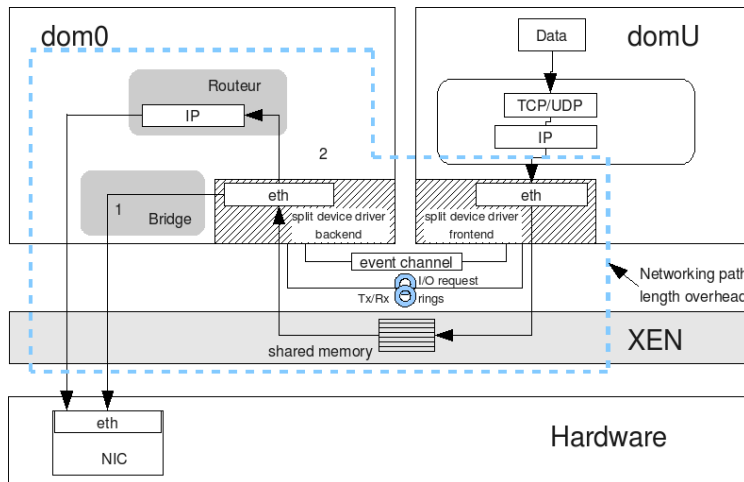 dom0
domU
Data
Routeur
IP
TCP/UDP
IP
2
1
Bridge
eth
eth
split device driver
backend
split device driver
frontend
event channel
I/O request
Tx/Rx
rings
Networking path
length overhead
shared memory
XEN
eth
NIC
Hardware